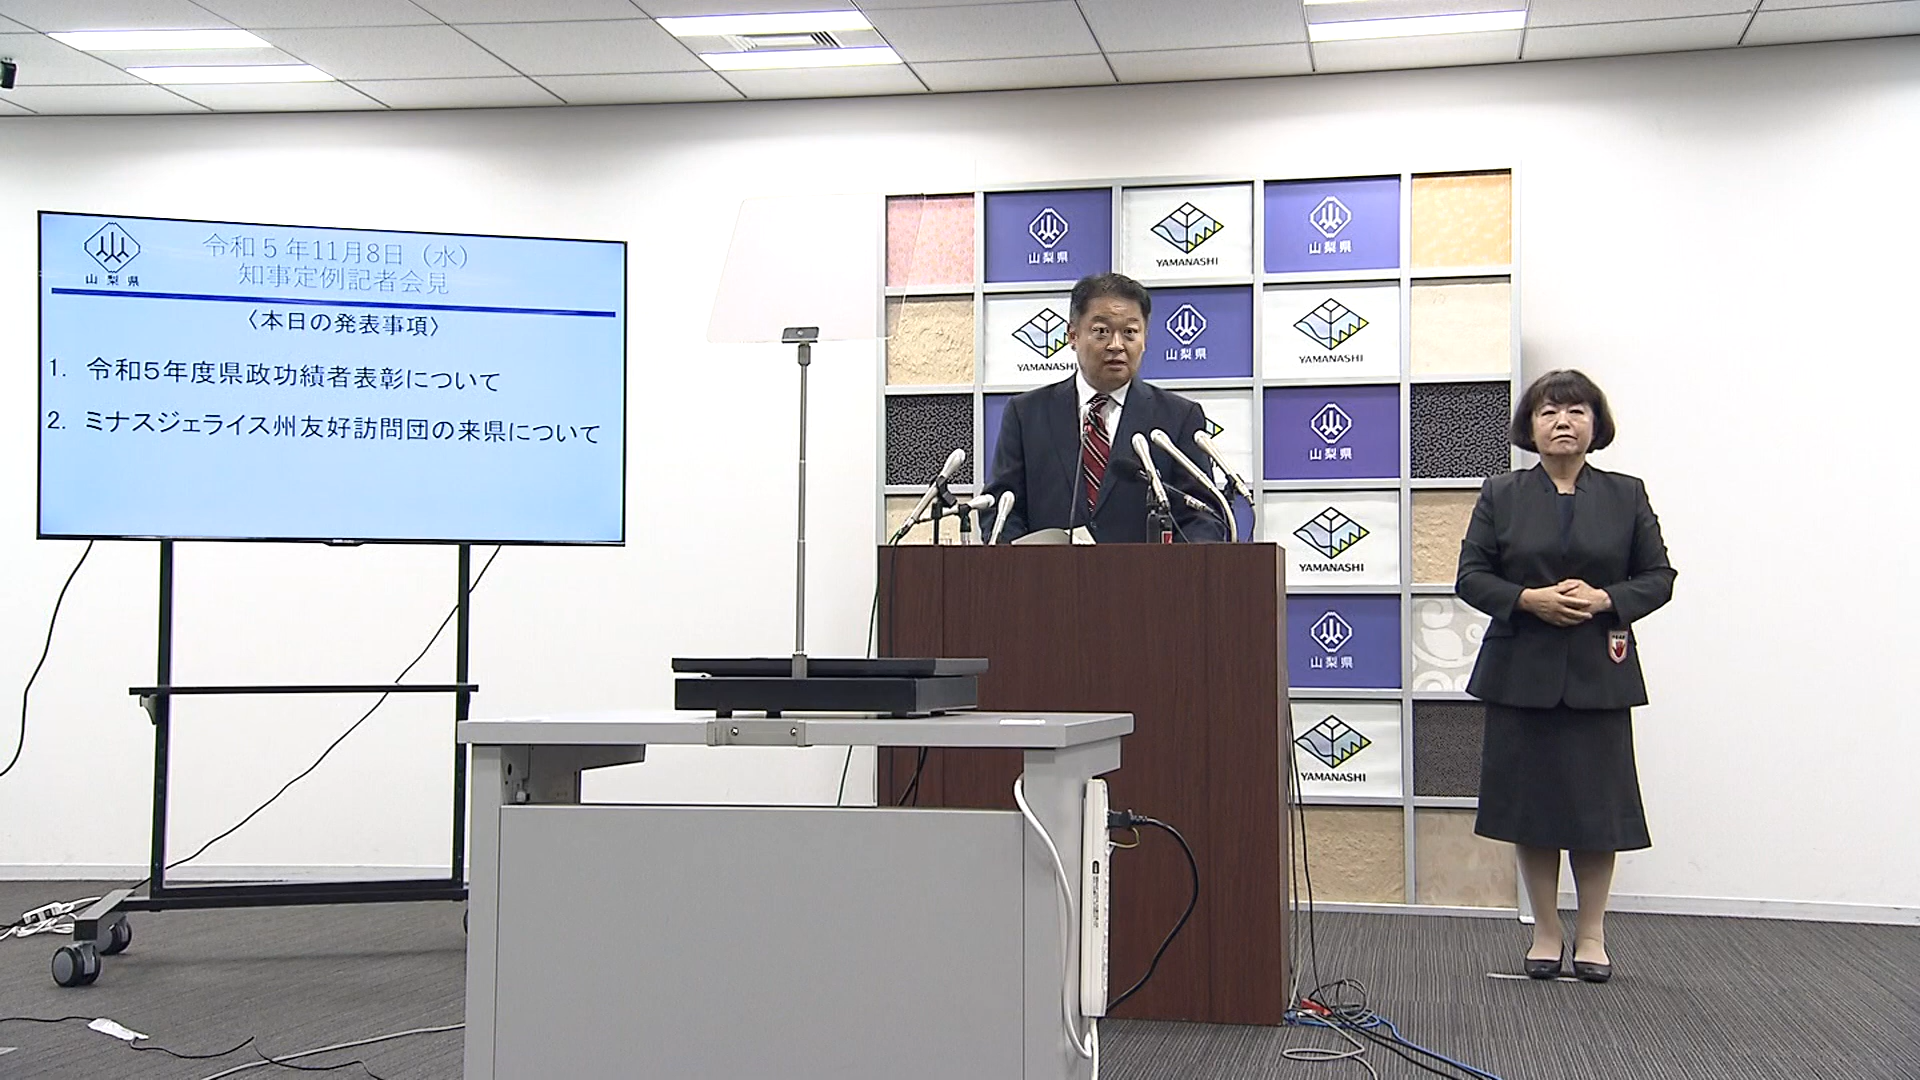 山梨県
令和５年11月8日（水）
知事定例記者会見
〈本日の発表事項〉
1. 令和5年度県政功績者表彰について
2. ミナスジェライス州友好訪問団の来県について
山梨県
YAMANASHI
山梨県
YAMANASHI
山梨県
YAMANASHI
山梨県
YAMANASHI
山梨県
YAMANASHI